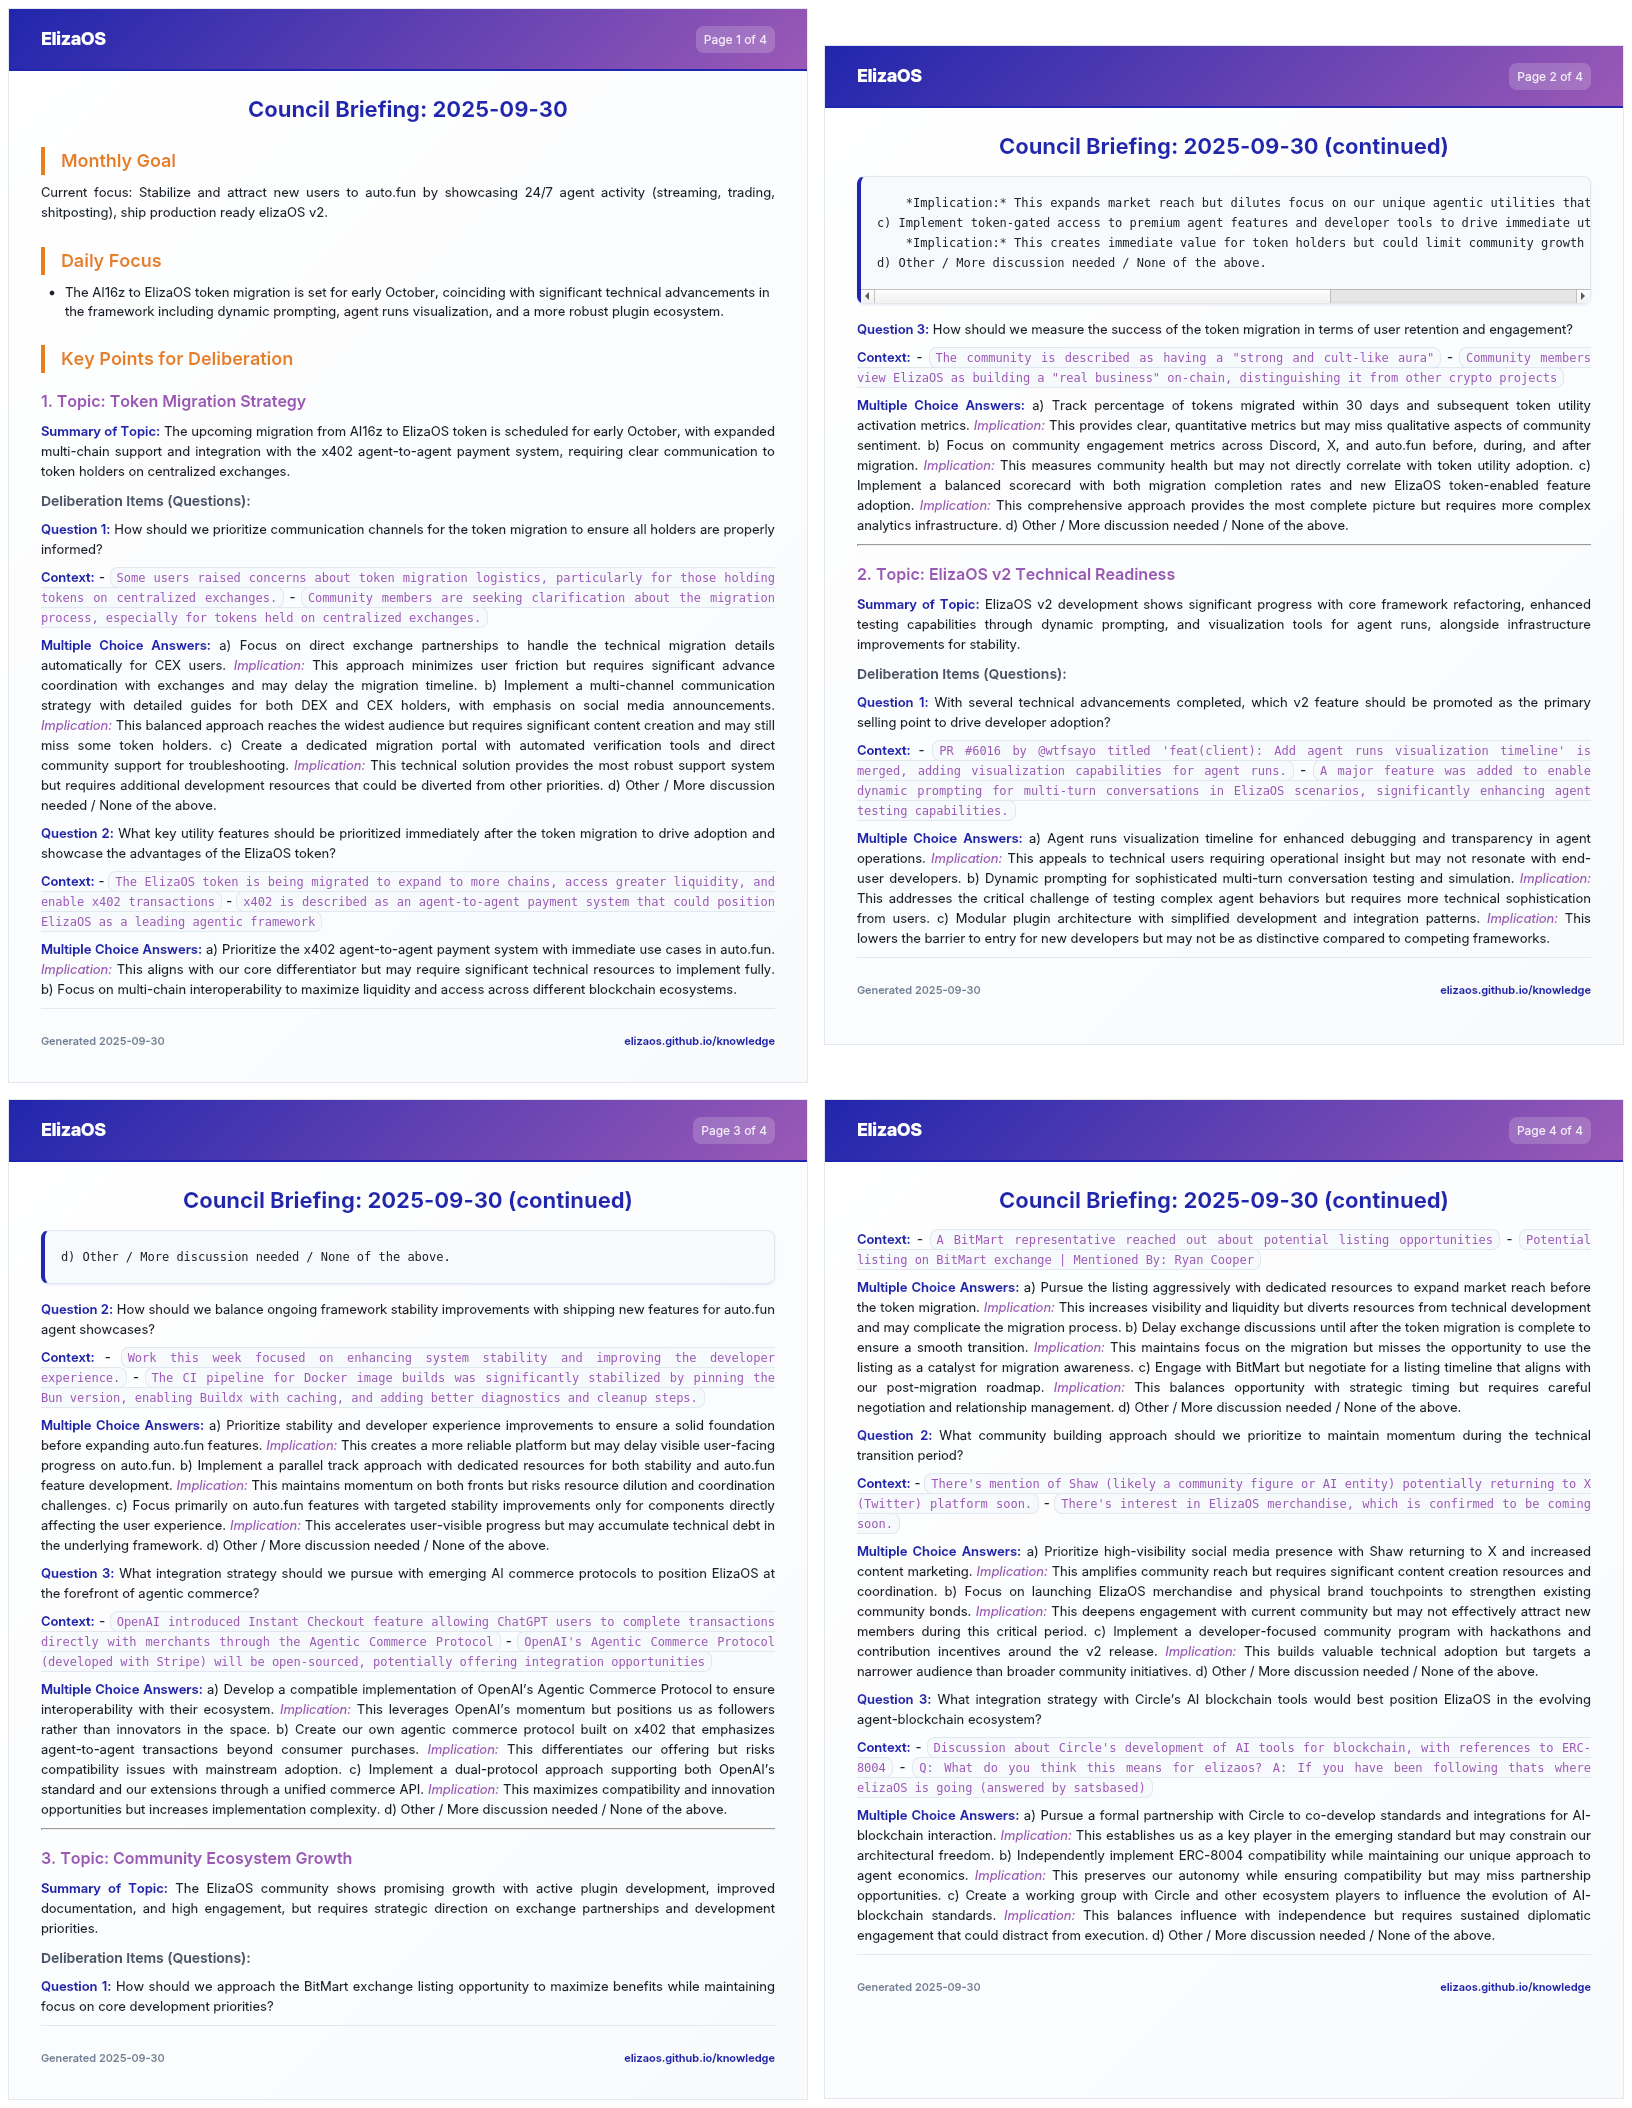 ElizaOS
Page 1 of 4
Council Briefing: 2025-09-30
Monthly Goal
Current focus: Stabilize and attract new users to auto.fun by showcasing 24/7 agent activity (streaming, trading,
shitposting), ship production ready elizaOS v2.
Daily Focus
• The AI16z to ElizaOS token migration is set for early October, coinciding with significant technical advancements in
the framework including dynamic prompting, agent runs visualization, and a more robust plugin ecosystem.
Key Points for Deliberation
1. Topic: Token Migration Strategy
Summary of Topic: The upcoming migration from AI16z to ElizaOS token is scheduled for early October, with expanded
multi-chain support and integration with the x402 agent-to-agent payment system, requiring clear communication to
token holders on centralized exchanges.
Deliberation Items (Questions):
Question 1: How should we prioritize communication channels for the token migration to ensure all holders are properly
informed?
Context: - Some users raised concerns about token migration logistics, particularly for those holding
tokens on centralized exchanges. - Community members are seeking clarification about the migration
process, especially for tokens held on centralized exchanges.
Multiple Choice Answers: a) Focus on direct exchange partnerships to handle the technical migration details
automatically for CEX users. Implication: This approach minimizes user friction but requires significant advance
coordination with exchanges and may delay the migration timeline. b) Implement a multi-channel communication
strategy with detailed guides for both DEX and CEX holders, with emphasis on social media announcements.
Implication: This balanced approach reaches the widest audience but requires significant content creation and may still
miss some token holders. c) Create a dedicated migration portal with automated verification tools and direct
community support for troubleshooting. Implication: This technical solution provides the most robust support system
but requires additional development resources that could be diverted from other priorities. d) Other / More discussion
needed / None of the above.
Question 2: What key utility features should be prioritized immediately after the token migration to drive adoption and
showcase the advantages of the ElizaOS token?
Context: - The ElizaOS token is being migrated to expand to more chains, access greater liquidity, and
enable x402 transactions - x402 is described as an agent-to-agent payment system that could position
ElizaOS as a leading agentic framework
Multiple Choice Answers: a) Prioritize the x402 agent-to-agent payment system with immediate use cases in auto.fun.
Implication: This aligns with our core differentiator but may require significant technical resources to implement fully.
b) Focus on multi-chain interoperability to maximize liquidity and access across different blockchain ecosystems.
Generated 2025-09-30
elizaos.github.io/knowledge
ElizaOS
Page 2 of 4
Council Briefing: 2025-09-30 (continued)
*Implication:* This expands market reach but dilutes focus on our unique agentic utilities that
c) Implement token-gated access to premium agent features and developer tools to drive immediate ut
*Implication:* This creates immediate value for token holders but could limit community growth
d) Other / More discussion needed / None of the above.
Question 3: How should we measure the success of the token migration in terms of user retention and engagement?
Context: - The community is described as having a "strong and cult-like aura" - Community members
view ElizaOS as building a "real business" on-chain, distinguishing it from other crypto projects
Multiple Choice Answers: a) Track percentage of tokens migrated within 30 days and subsequent token utility
activation metrics. Implication: This provides clear, quantitative metrics but may miss qualitative aspects of community
sentiment. b) Focus on community engagement metrics across Discord, X, and auto.fun before, during, and after
migration. Implication: This measures community health but may not directly correlate with token utility adoption. c)
Implement a balanced scorecard with both migration completion rates and new ElizaOS token-enabled feature
adoption. Implication: This comprehensive approach provides the most complete picture but requires more complex
analytics infrastructure. d) Other / More discussion needed / None of the above.
2. Topic: ElizaOS v2 Technical Readiness
Summary of Topic: ElizaOS v2 development shows significant progress with core framework refactoring, enhanced
testing capabilities through dynamic prompting, and visualization tools for agent runs, alongside infrastructure
improvements for stability.
Deliberation Items (Questions):
Question 1: With several technical advancements completed, which v2 feature should be promoted as the primary
selling point to drive developer adoption?
Context: - PR #6016 by @wtfsayo titled 'feat(client): Add agent runs visualization timeline' is
merged, adding visualization capabilities for agent runs. - A major feature was added to enable
dynamic prompting for multi-turn conversations in ElizaOS scenarios, significantly enhancing agent
testing capabilities.
Multiple Choice Answers: a) Agent runs visualization timeline for enhanced debugging and transparency in agent
operations. Implication: This appeals to technical users requiring operational insight but may not resonate with end-
user developers. b) Dynamic prompting for sophisticated multi-turn conversation testing and simulation. Implication:
This addresses the critical challenge of testing complex agent behaviors but requires more technical sophistication
from users. c) Modular plugin architecture with simplified development and integration patterns. Implication: This
lowers the barrier to entry for new developers but may not be as distinctive compared to competing frameworks.
Generated 2025-09-30
elizaos.github.io/knowledge
ElizaOS
Page 3 of 4
Council Briefing: 2025-09-30 (continued)
d) Other / More discussion needed / None of the above.
Question 2: How should we balance ongoing framework stability improvements with shipping new features for auto.fun
agent showcases?
Context: - Work this week focused on enhancing system stability and improving the developer
experience. - The CI pipeline for Docker image builds was significantly stabilized by pinning the
Bun version, enabling Buildx with caching, and adding better diagnostics and cleanup steps.
Multiple Choice Answers: a) Prioritize stability and developer experience improvements to ensure a solid foundation
before expanding auto.fun features. Implication: This creates a more reliable platform but may delay visible user-facing
progress on auto.fun. b) Implement a parallel track approach with dedicated resources for both stability and auto.fun
feature development. Implication: This maintains momentum on both fronts but risks resource dilution and coordination
challenges. c) Focus primarily on auto.fun features with targeted stability improvements only for components directly
affecting the user experience. Implication: This accelerates user-visible progress but may accumulate technical debt in
the underlying framework. d) Other / More discussion needed / None of the above.
Question 3: What integration strategy should we pursue with emerging AI commerce protocols to position ElizaOS at
the forefront of agentic commerce?
Context: - OpenAI introduced Instant Checkout feature allowing ChatGPT users to complete transactions
directly with merchants through the Agentic Commerce Protocol - OpenAI's Agentic Commerce Protocol
(developed with Stripe) will be open-sourced, potentially offering integration opportunities
Multiple Choice Answers: a) Develop a compatible implementation of OpenAI's Agentic Commerce Protocol to ensure
interoperability with their ecosystem. Implication: This leverages OpenAI's momentum but positions us as followers
rather than innovators in the space. b) Create our own agentic commerce protocol built on x402 that emphasizes
agent-to-agent transactions beyond consumer purchases. Implication: This differentiates our offering but risks
compatibility issues with mainstream adoption. c) Implement a dual-protocol approach supporting both OpenAI's
standard and our extensions through a unified commerce API. Implication: This maximizes compatibility and innovation
opportunities but increases implementation complexity. d) Other / More discussion needed / None of the above.
3. Topic: Community Ecosystem Growth
Summary of Topic: The ElizaOS community shows promising growth with active plugin development, improved
documentation, and high engagement, but requires strategic direction on exchange partnerships and development
priorities.
Deliberation Items (Questions):
Question 1: How should we approach the BitMart exchange listing opportunity to maximize benefits while maintaining
focus on core development priorities?
Generated 2025-09-30
elizaos.github.io/knowledge
ElizaOS
Page 4 of 4
Council Briefing: 2025-09-30 (continued)
Context: - A BitMart representative reached out about potential listing opportunities - Potential
listing on BitMart exchange | Mentioned By: Ryan Cooper
Multiple Choice Answers: a) Pursue the listing aggressively with dedicated resources to expand market reach before
the token migration. Implication: This increases visibility and liquidity but diverts resources from technical development
and may complicate the migration process. b) Delay exchange discussions until after the token migration is complete to
ensure a smooth transition. Implication: This maintains focus on the migration but misses the opportunity to use the
listing as a catalyst for migration awareness. c) Engage with BitMart but negotiate for a listing timeline that aligns with
our post-migration roadmap. Implication: This balances opportunity with strategic timing but requires careful
negotiation and relationship management. d) Other / More discussion needed / None of the above.
Question 2: What community building approach should we prioritize to maintain momentum during the technical
transition period?
Context: - There's mention of Shaw (likely a community figure or AI entity) potentially returning to X
(Twitter) platform soon. - There's interest in ElizaOS merchandise, which is confirmed to be coming
soon.
Multiple Choice Answers: a) Prioritize high-visibility social media presence with Shaw returning to X and increased
content marketing. Implication: This amplifies community reach but requires significant content creation resources and
coordination. b) Focus on launching ElizaOS merchandise and physical brand touchpoints to strengthen existing
community bonds. Implication: This deepens engagement with current community but may not effectively attract new
members during this critical period. c) Implement a developer-focused community program with hackathons and
contribution incentives around the v2 release. Implication: This builds valuable technical adoption but targets a
narrower audience than broader community initiatives. d) Other / More discussion needed / None of the above.
Question 3: What integration strategy with Circle's AI blockchain tools would best position ElizaOS in the evolving
agent-blockchain ecosystem?
Context: - Discussion about Circle's development of AI tools for blockchain, with references to ERC-
8004 - Q: What do you think this means for elizaos? A: If you have been following thats where
elizaOS is going (answered by satsbased)
Multiple Choice Answers: a) Pursue a formal partnership with Circle to co-develop standards and integrations for AI-
blockchain interaction. Implication: This establishes us as a key player in the emerging standard but may constrain our
architectural freedom. b) Independently implement ERC-8004 compatibility while maintaining our unique approach to
agent economics. Implication: This preserves our autonomy while ensuring compatibility but may miss partnership
opportunities. c) Create a working group with Circle and other ecosystem players to influence the evolution of AI-
blockchain standards. Implication: This balances influence with independence but requires sustained diplomatic
engagement that could distract from execution. d) Other / More discussion needed / None of the above.
Generated 2025-09-30
elizaos.github.io/knowledge